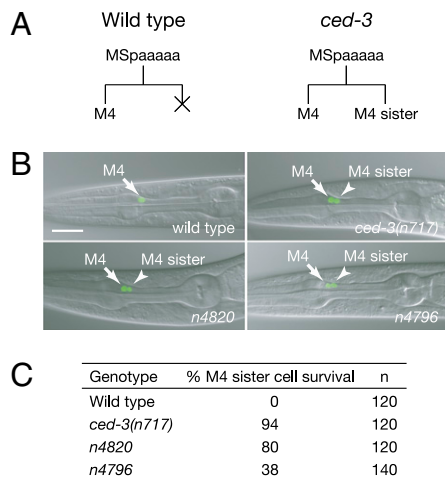 A
Wild type
ced-3
MSpaaaaa
MSpaaaaa
M4
M4
M4 sister
B
M4
wild type
M4
M4 sister
ced-3(n717)
M4
M4 sister
n4820
M4
M4 sister
n4796
C
Genotype % M4 sister cell survival n
Wild type 0 120
ced-3(n717) 94 120
n4820 80 120
n4796 38 140